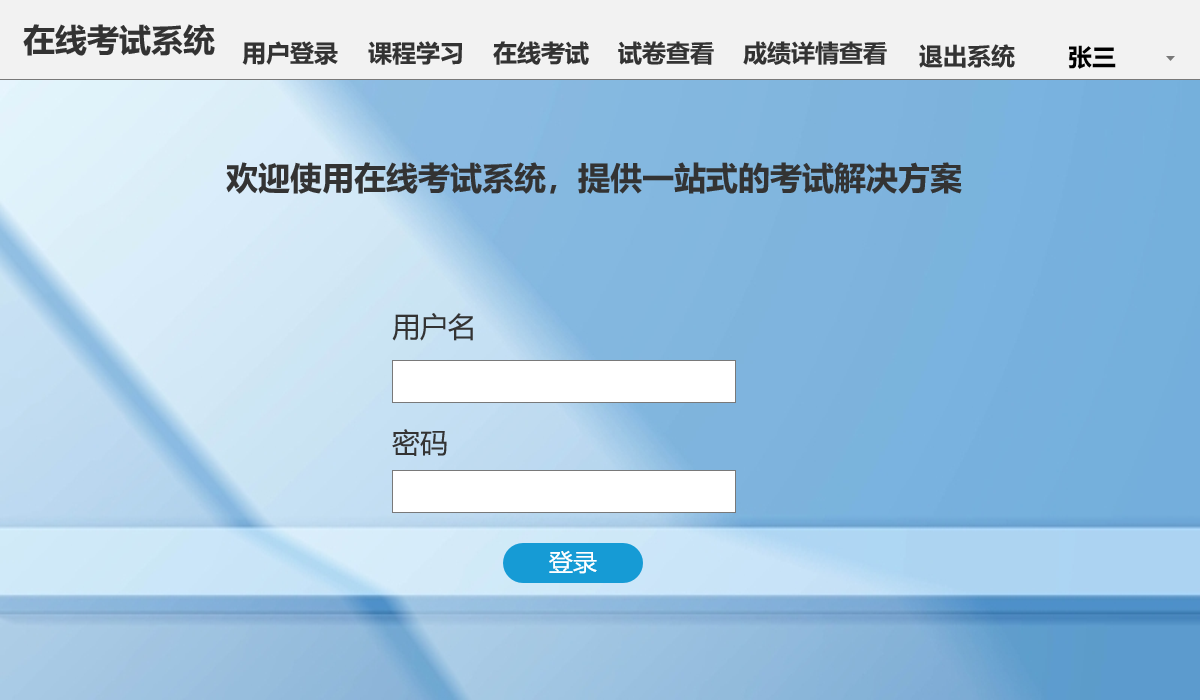 在线考试系统 用户登录 课程学习 在线考试 试卷查看 成绩详情查看 退出系统 张三
欢迎使用在线考试系统，提供一站式的考试解决方案
用户名
密码
登录